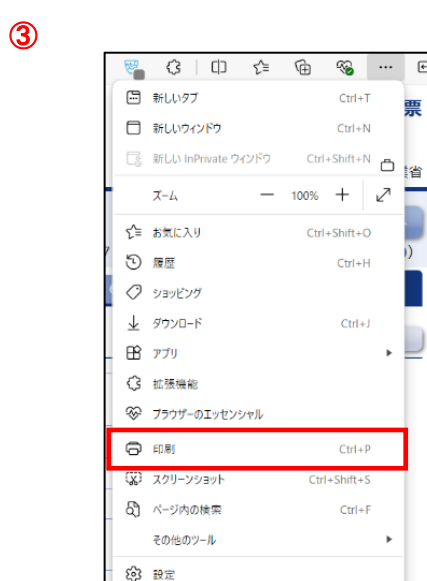 ③
票
新しいタブ Ctrl+T
新しいウィンドウ Ctrl+N
新しい InPrivate ウィンドウ Ctrl+Shift+N
省
ズーム — 100% +
お気に入り Ctrl+Shift+O
履歴 Ctrl+H
ショッピング
ダウンロード Ctrl+J
アプリ
拡張機能
ブラウザーのエッセンシャル
印刷 Ctrl+P
スクリーンショット Ctrl+Shift+S
ページ内の検索 Ctrl+F
その他のツール
設定